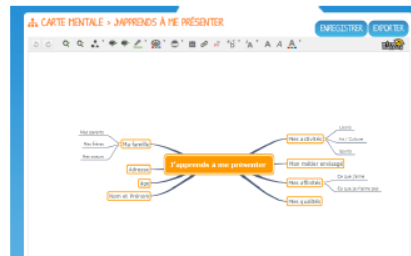 CARTE MENTALE » J'APPRENDS À ME PRÉSENTER
ENREGISTRER
EXPORTER
J'apprends à me présenter
Ma famille
Mes parents
Mes frères
Mes soeurs
Adresse
Âge
Nom et Prénom
Mes activités
Loisirs
Art / Culture
Sports
Mon métier envisagé
Mes affinités
Ce que j'aime
Ce que je n'aime pas
Mes qualités